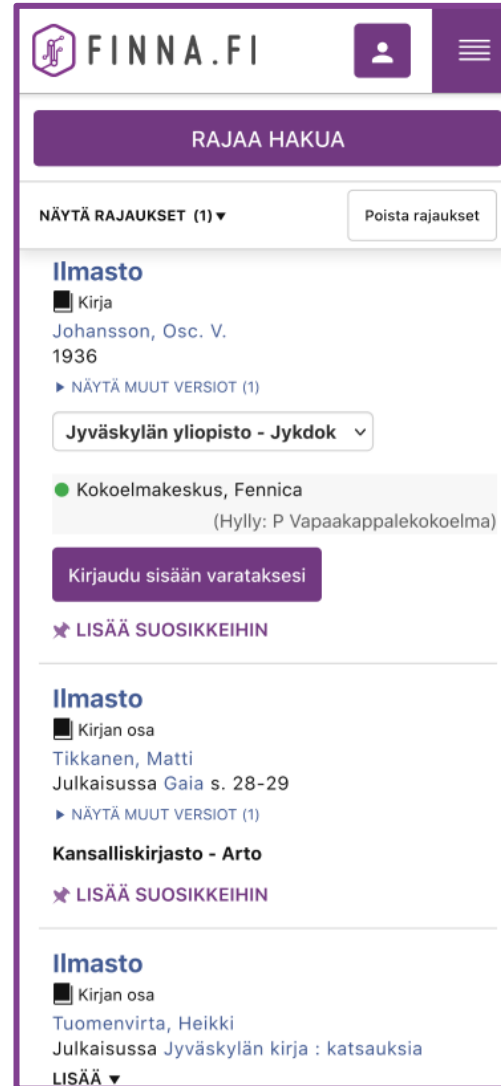 FINNA.FI
RAJAA HAKUA
NÄYTÄ RAJAUKSET (1) ▾
Poista rajaukset
Ilmasto
Kirja
Johansson, Osc. V.
1936
▸ NÄYTÄ MUUT VERSIOT (1)
Jyväskylän yliopisto - Jykdok
Kokoelmakeskus, Fennica
(Hylly: P Vapaakappalekokoelma)
Kirjaudu sisään varataksesi
LISÄÄ SUOSIKKEIHIN
Ilmasto
Kirjan osa
Tikkanen, Matti
Julkaisussa Gaia s. 28-29
▸ NÄYTÄ MUUT VERSIOT (1)
Kansalliskirjasto - Arto
LISÄÄ SUOSIKKEIHIN
Ilmasto
Kirjan osa
Tuomenvirta, Heikki
Julkaisussa Jyväskylän kirja : katsauksia
LISÄÄ ▾